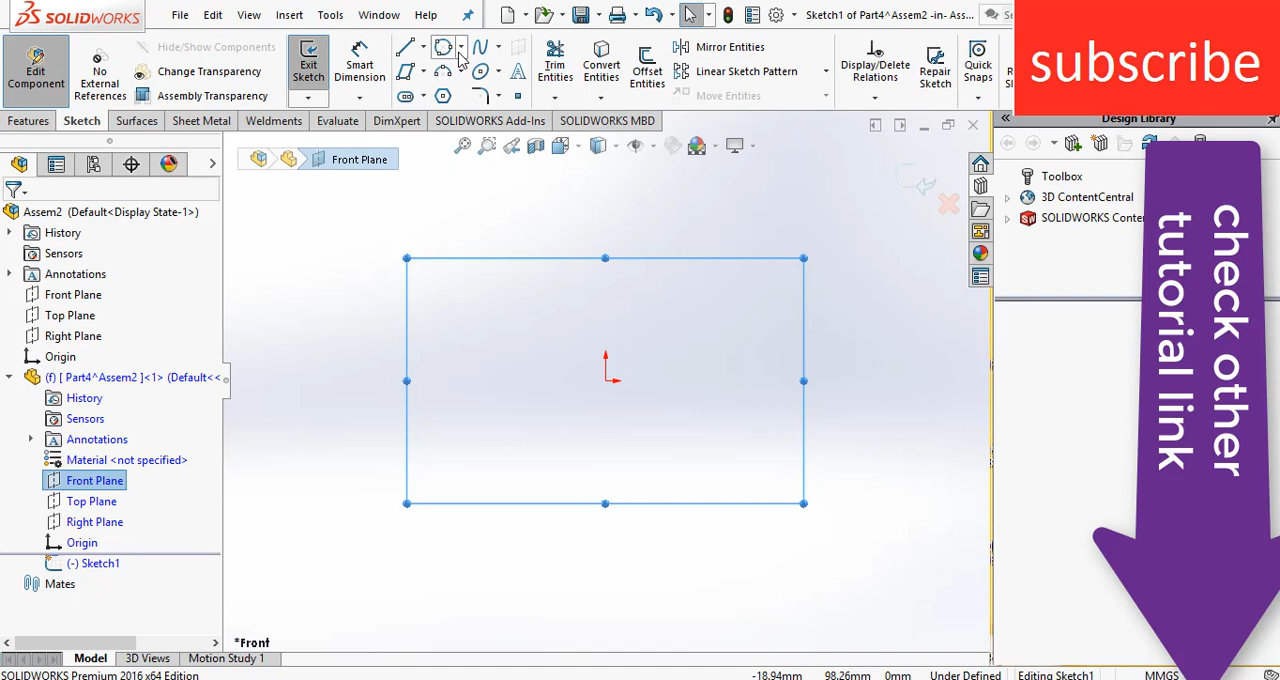 SOLIDWORKS
File Edit View Insert Tools Window Help
Sketch1 of Part4^Assem2 -in- Ass...
subscribe
Edit Component
No External References
Hide/Show Components
Change Transparency
Assembly Transparency
Exit Sketch
Smart Dimension
Trim Entities
Convert Entities
Offset Entities
Mirror Entities
Linear Sketch Pattern
Move Entities
Display/Delete Relations
Repair Sketch
Quick Snaps
Features Sketch Surfaces Sheet Metal Weldments Evaluate DimXpert SOLIDWORKS Add-Ins SOLIDWORKS MBD
Design Library
Front Plane
Toolbox
3D ContentCentral
SOLIDWORKS Conte
check other
tutorial link
Assem2 (Default<Display State-1>)
History
Sensors
Annotations
Front Plane
Top Plane
Right Plane
Origin
(f) [ Part4^Assem2 ]<1> (Default<<
History
Sensors
Annotations
Material <not specified>
Front Plane
Top Plane
Right Plane
Origin
(-) Sketch1
Mates
*Front
Model 3D Views Motion Study 1
SOLIDWORKS Premium 2016 x64 Edition
-18.94mm 98.26mm 0mm Under Defined Editing Sketch1 MMGS